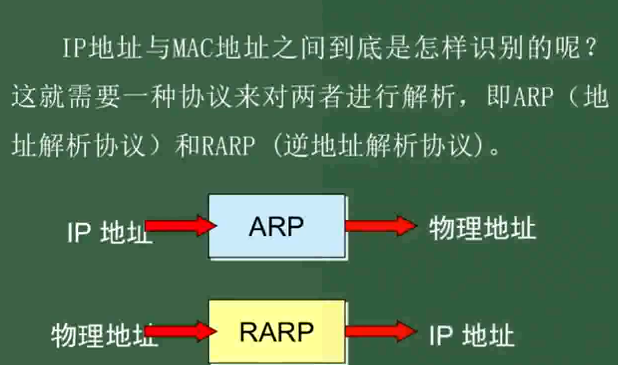 IP地址与MAC地址之间到底是怎样识别的呢？
这就需要一种协议来对两者进行解析，即ARP（地
址解析协议）和RARP (逆地址解析协议)。
IP 地址 ARP 物理地址
物理地址 RARP IP 地址